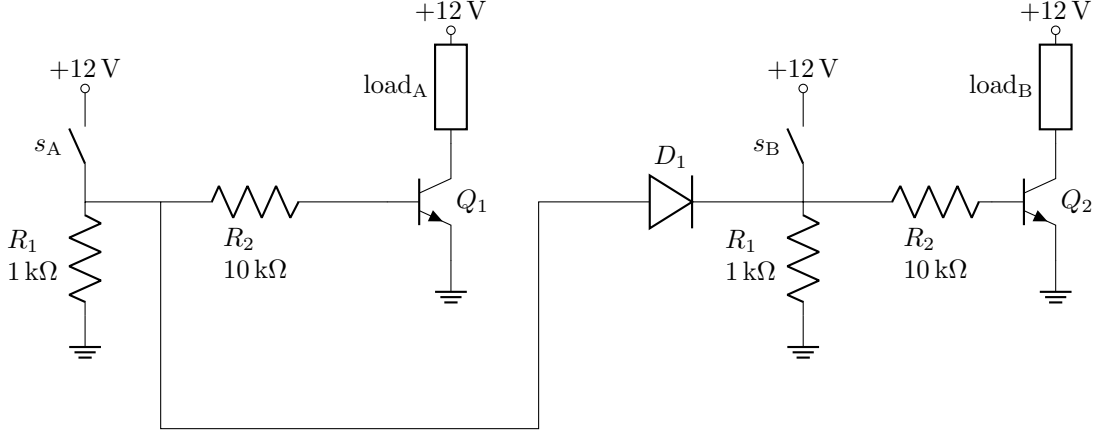 +12 V
+12 V
load_A
+12 V
s_A
+12 V
load_B
+12 V
s_B
D_1
Q_1
Q_2
R_1
1 kΩ
R_2
10 kΩ
R_1
1 kΩ
R_2
10 kΩ